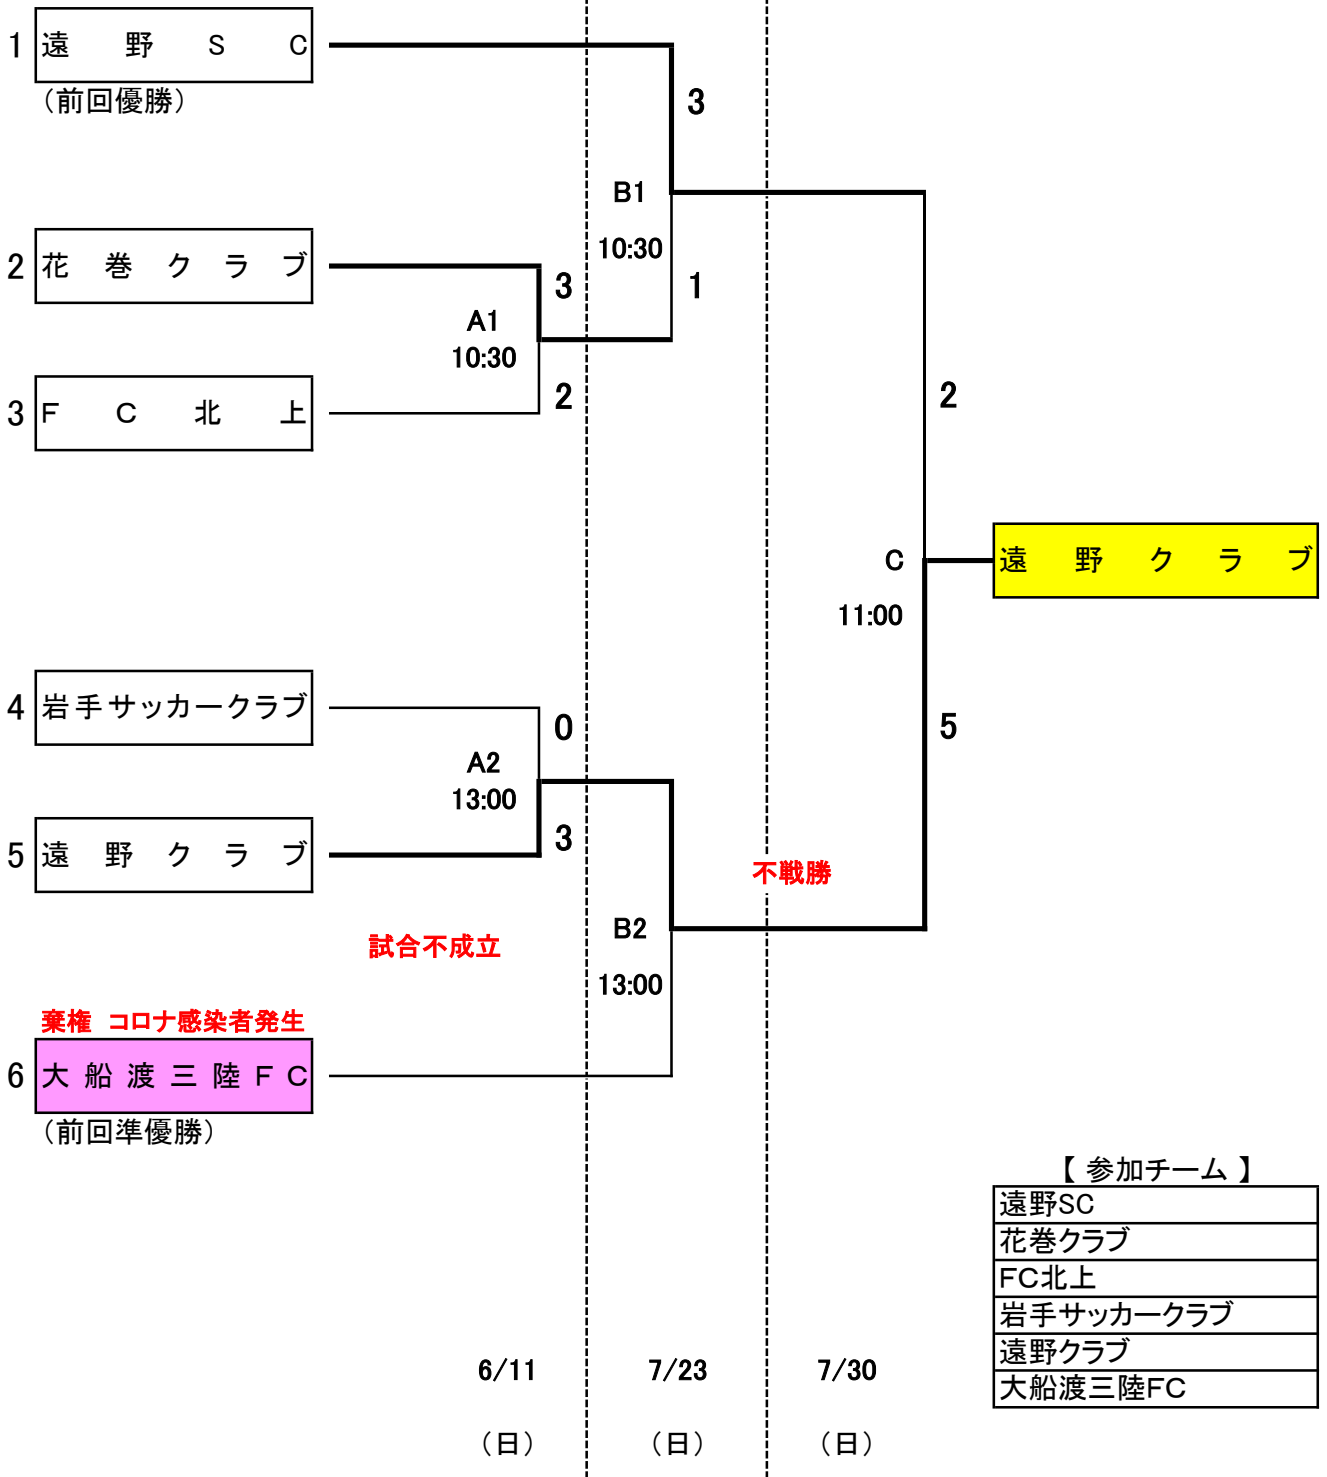 1 遠野SC
（前回優勝）
3
B1
10:30
2 花巻クラブ
3
1
A1
10:30
3 FC北上
2
2
C
11:00
遠野クラブ
4 岩手サッカークラブ
0
5
A2
13:00
5 遠野クラブ
3
不戦勝
B2
試合不成立
13:00
棄権 コロナ感染者発生
6 大船渡三陸FC
（前回準優勝）
【 参加チーム 】
遠野SC
花巻クラブ
FC北上
岩手サッカークラブ
遠野クラブ
大船渡三陸FC
6/11 7/23 7/30
（日） （日） （日）